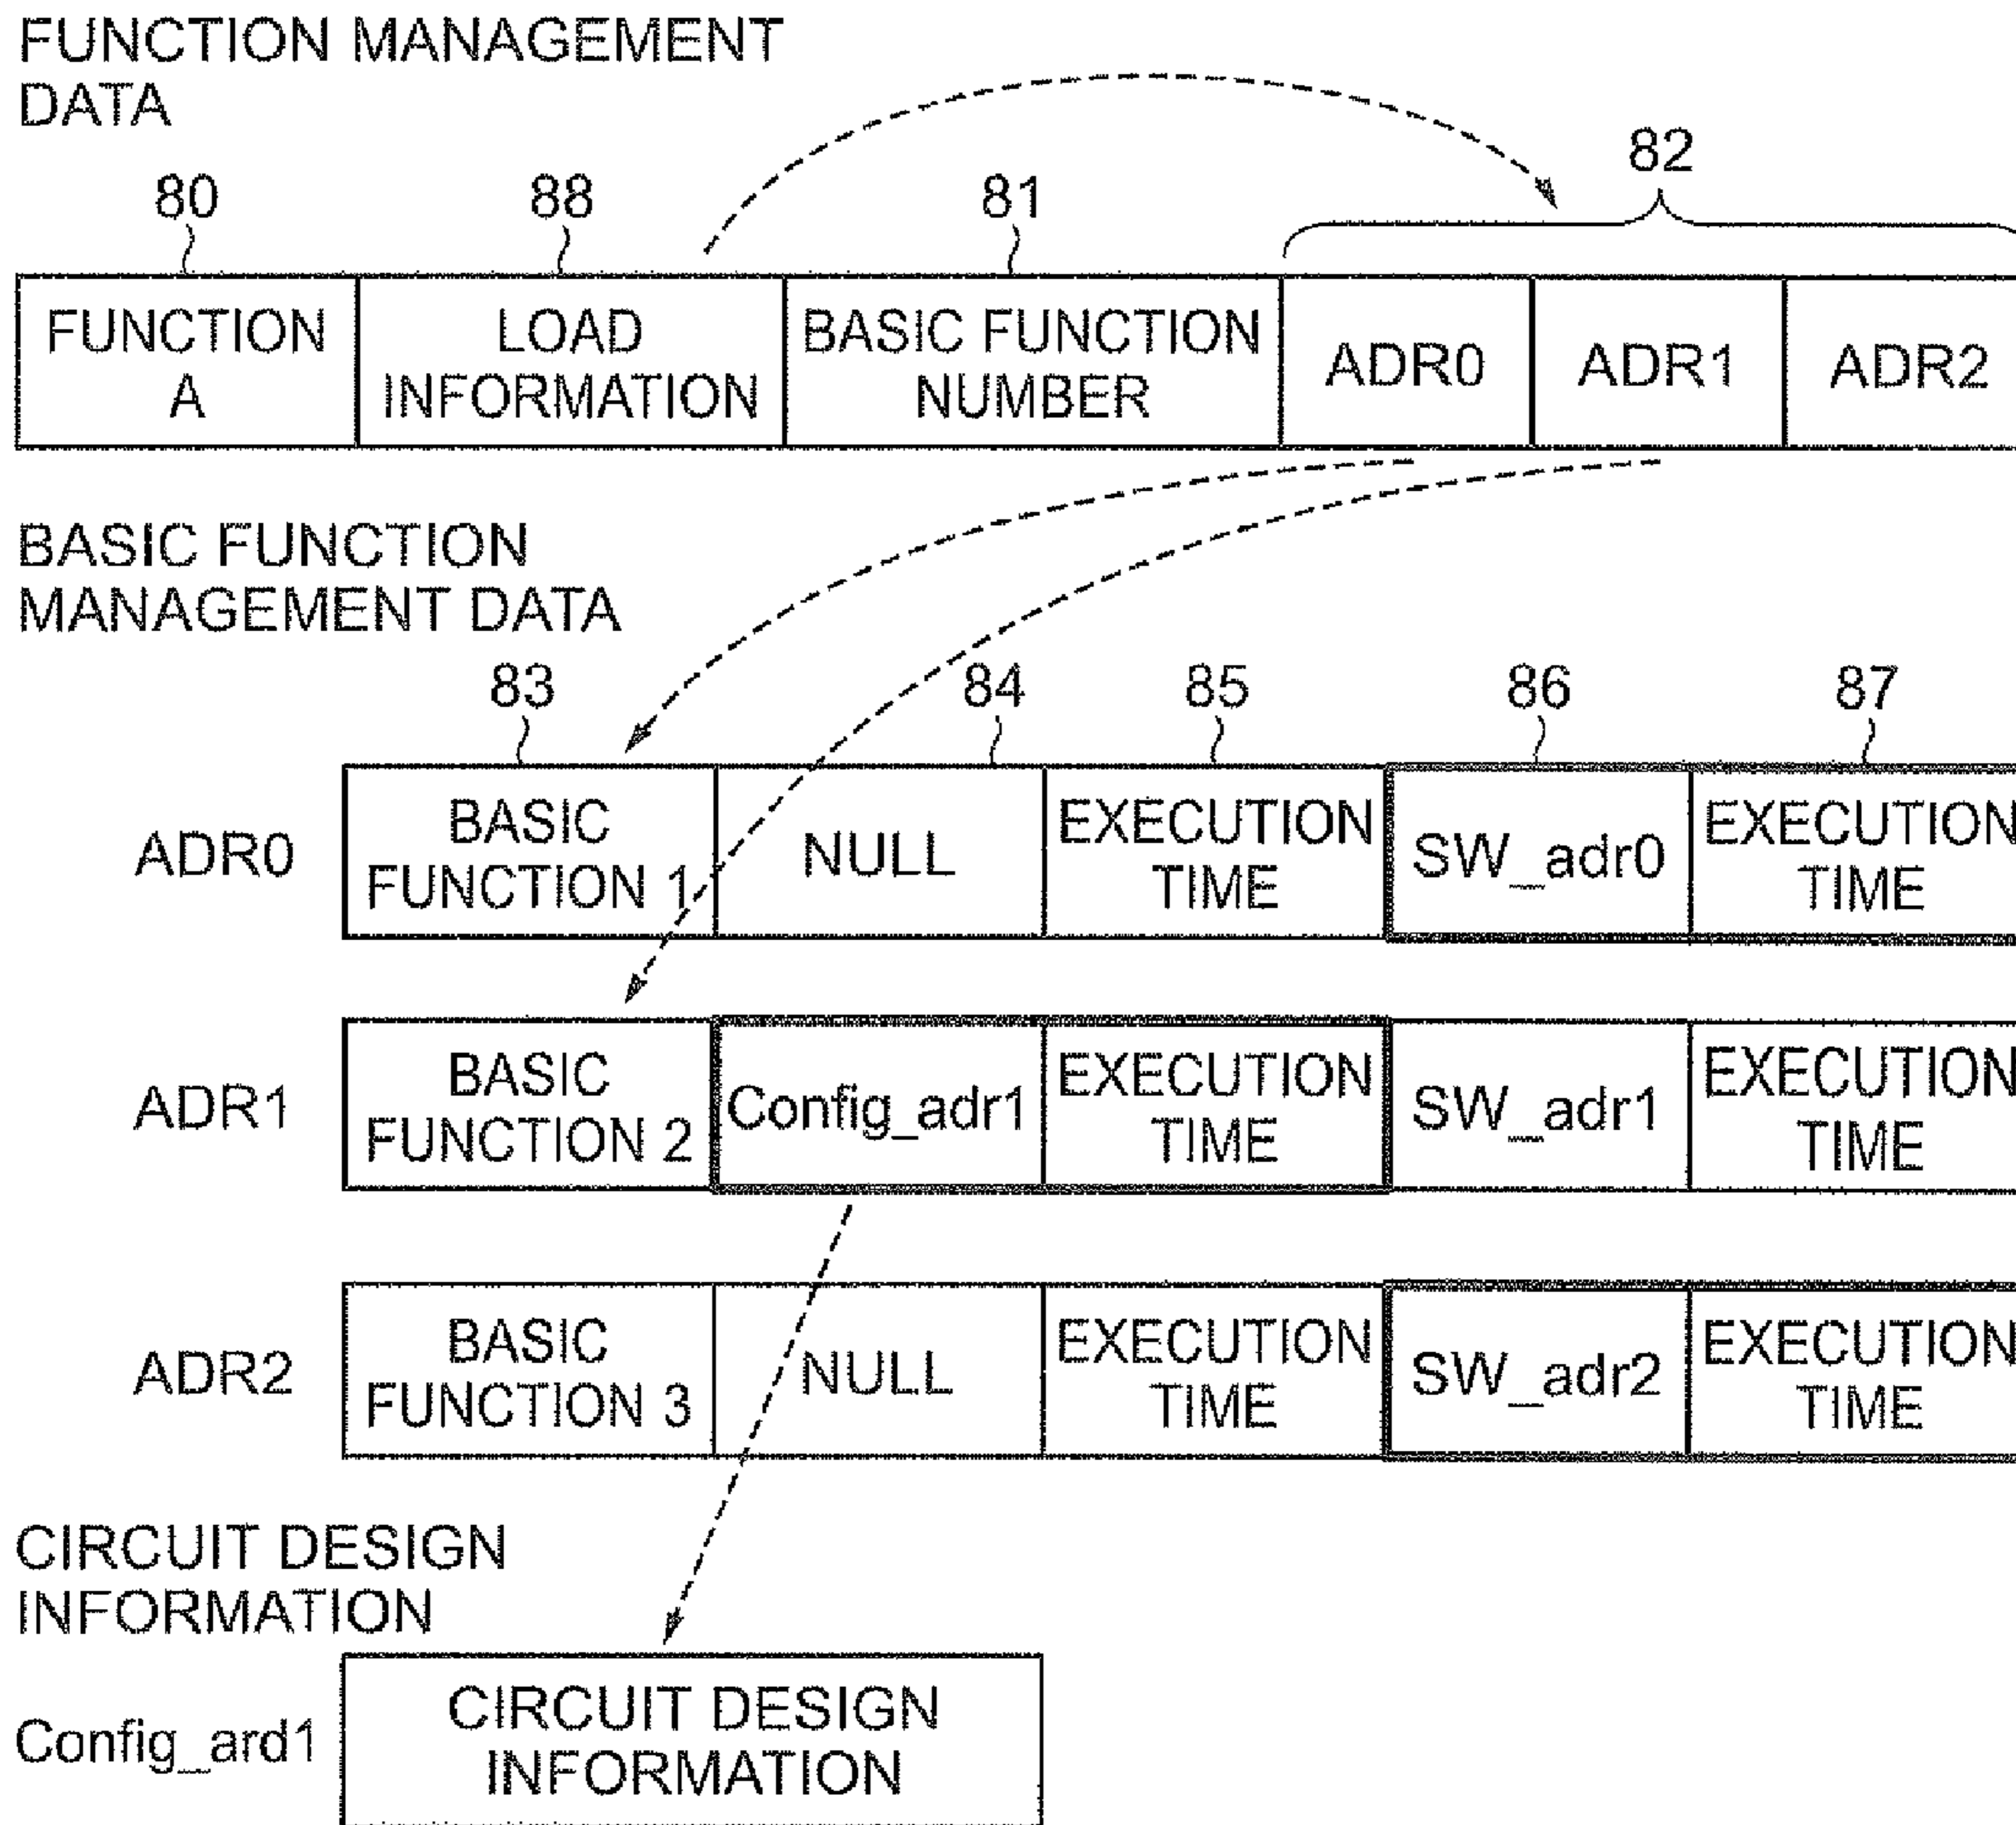 FUNCTION MANAGEMENT
DATA
82
80 88 81
FUNCTION
A
LOAD
INFORMATION
BASIC FUNCTION
NUMBER
ADR0
ADR1
ADR2
BASIC FUNCTION
MANAGEMENT DATA
83 84 85 86 87
ADR0
BASIC
FUNCTION 1
NULL
EXECUTION
TIME
SW_adr0
EXECUTION
TIME
ADR1
BASIC
FUNCTION 2
Config_adr1
EXECUTION
TIME
SW_adr1
EXECUTION
TIME
ADR2
BASIC
FUNCTION 3
NULL
EXECUTION
TIME
SW_adr2
EXECUTION
TIME
CIRCUIT DESIGN
INFORMATION
Config_ard1
CIRCUIT DESIGN
INFORMATION